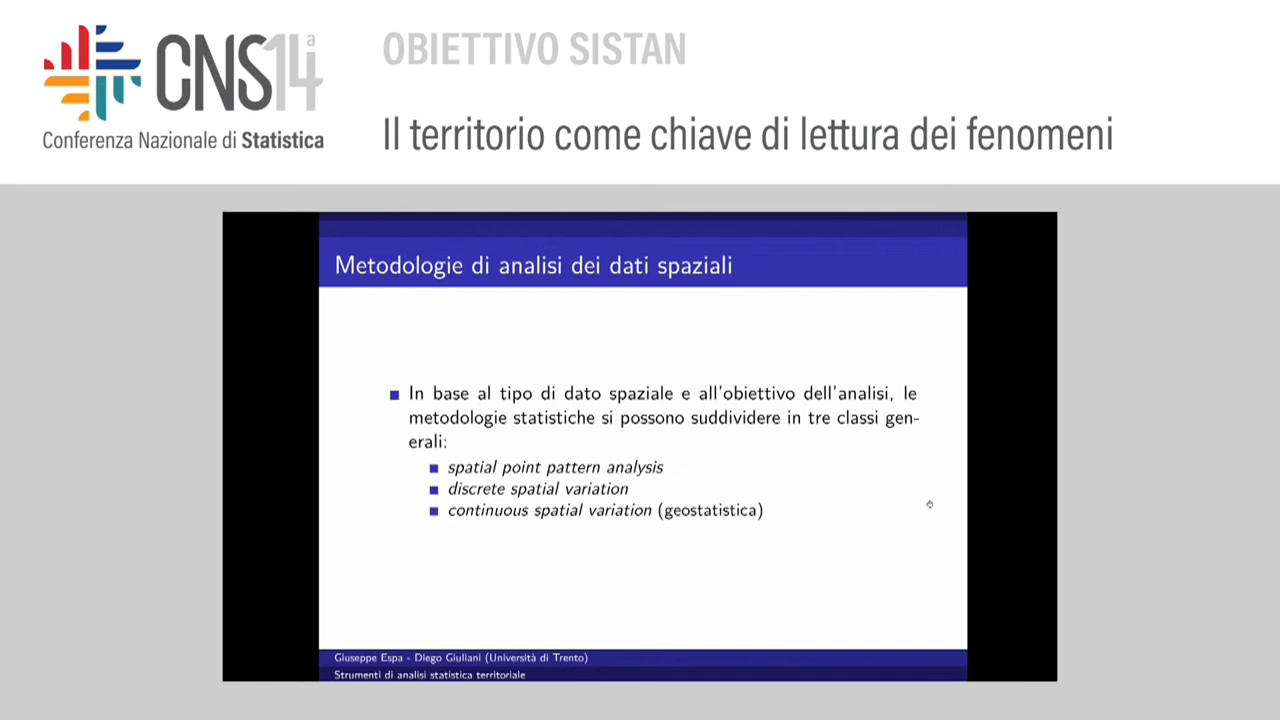 CNS14a
Conferenza Nazionale di Statistica
OBIETTIVO SISTAN
Il territorio come chiave di lettura dei fenomeni
Metodologie di analisi dei dati spaziali
In base al tipo di dato spaziale e all'obiettivo dell'analisi, le
metodologie statistiche si possono suddividere in tre classi gen-
erali:
spatial point pattern analysis
discrete spatial variation
continuous spatial variation (geostatistica)
Giuseppe Espa - Diego Giuliani (Università di Trento)
Strumenti di analisi statistica territoriale